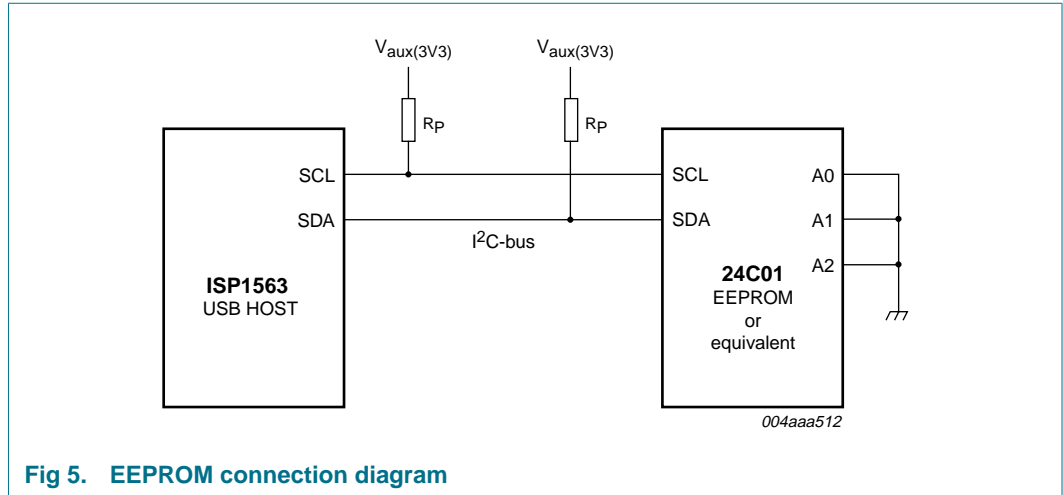 Vaux(3V3) Vaux(3V3)
RP RP
SCL SCL A0
SDA SDA A1
I2C-bus
A2
ISP1563
USB HOST
24C01
EEPROM
or
equivalent
004aaa512
Fig 5. EEPROM connection diagram